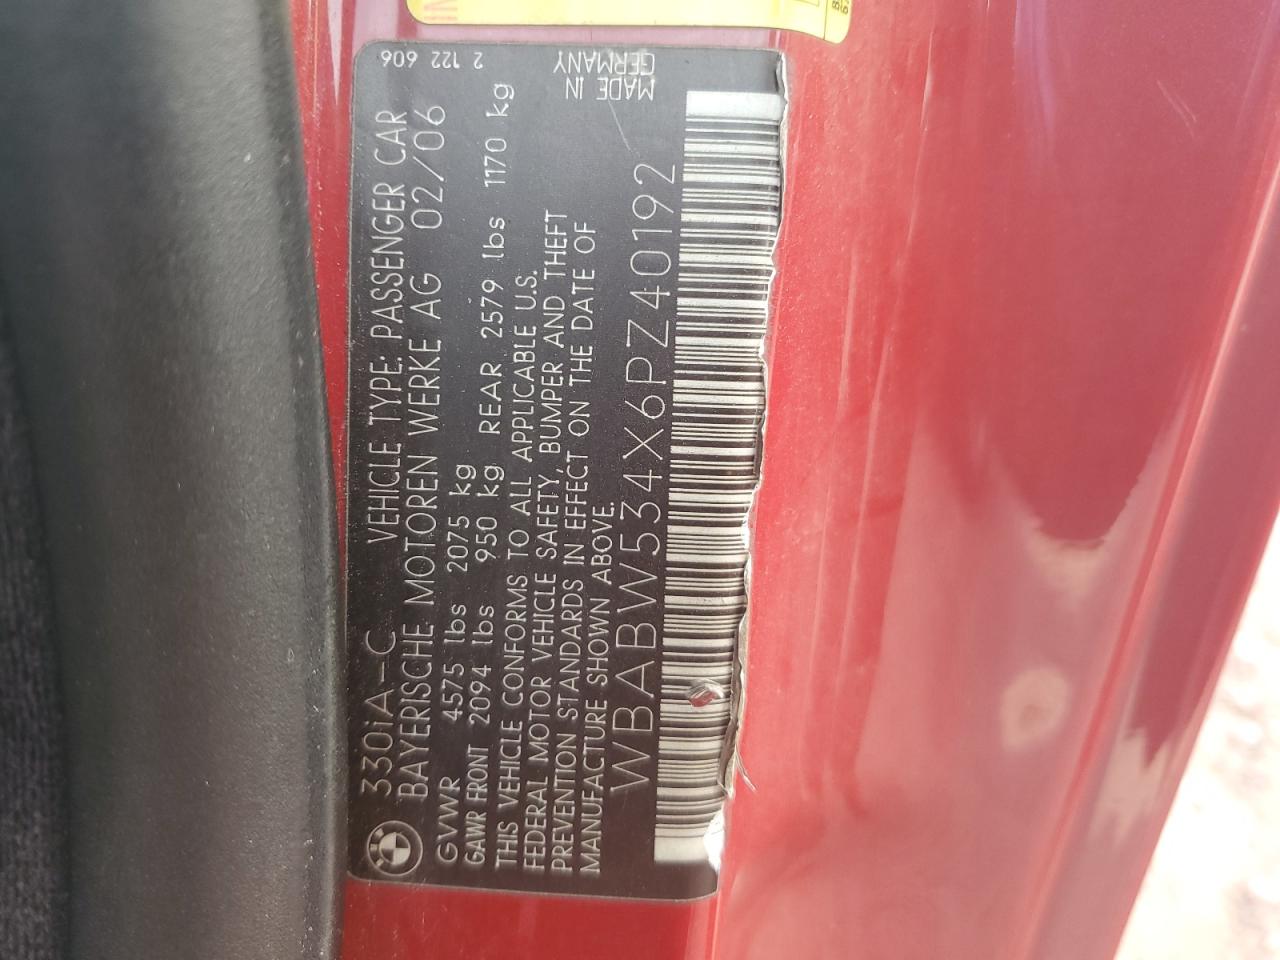 330iA-C VEHICLE TYPE: PASSENGER CAR
BAYERISCHE MOTOREN WERKE AG 02/06
GVWR 4575 lbs 2075 kg
GAWR FRONT 2094 lbs 950 kg REAR 2579 lbs 1170 kg
THIS VEHICLE CONFORMS TO ALL APPLICABLE U.S.
FEDERAL MOTOR VEHICLE SAFETY, BUMPER AND THEFT
PREVENTION STANDARDS IN EFFECT ON THE DATE OF
MANUFACTURE SHOWN ABOVE.
WBABW534X6PZ40192
606 122 2
MADE IN
GERMANY